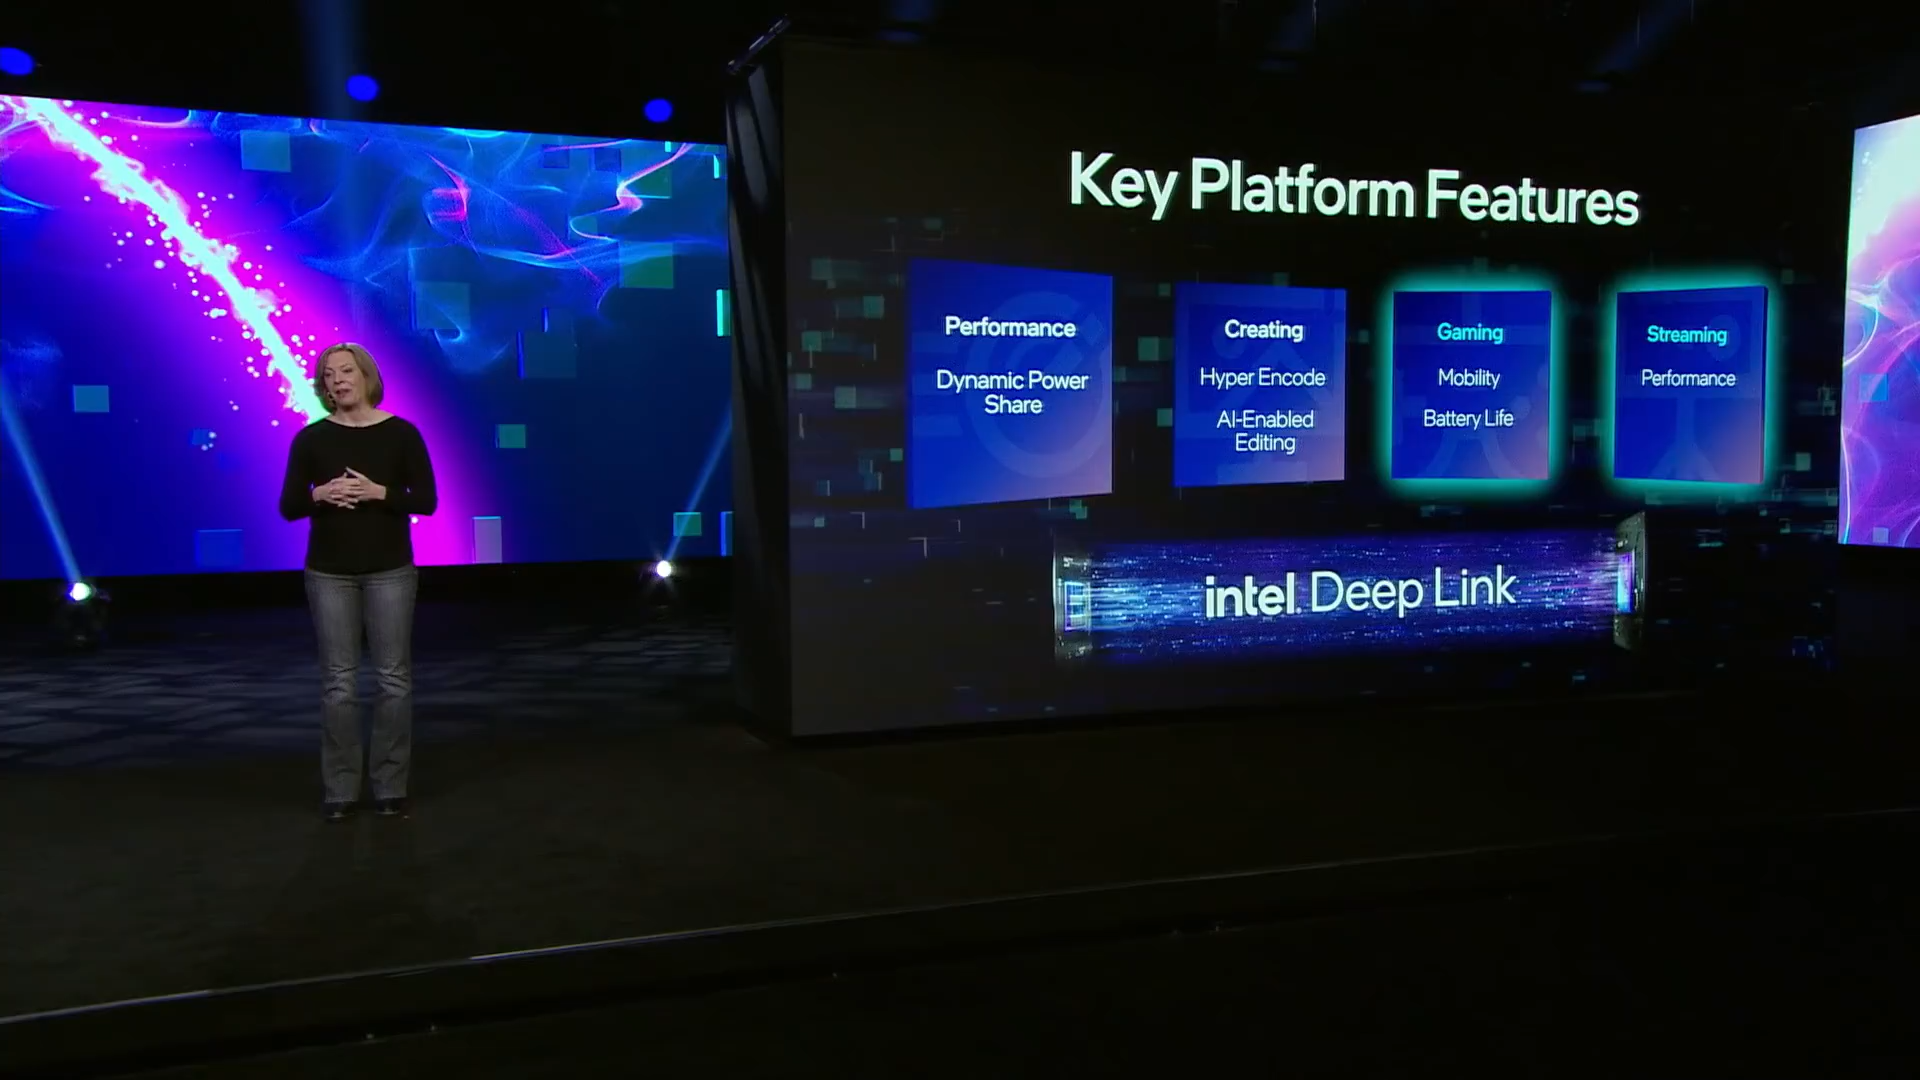 Key Platform Features
Performance
Dynamic Power
Share
Creating
Hyper Encode
AI-Enabled
Editing
Gaming
Mobility
Battery Life
Streaming
Performance
intel. Deep Link